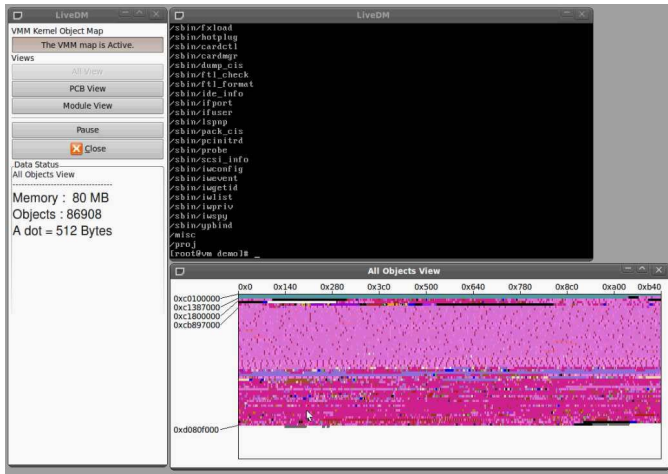 LiveDM
VMM Kernel Object Map
The VMM map is Active.
Views
All View
PCB View
Module View
Pause
Close
Data Status
All Objects View
Memory : 80 MB
Objects : 86908
A dot = 512 Bytes
LiveDM
/sbin/fxload
/sbin/hotplug
/sbin/cardctl
/sbin/cardmgr
/sbin/dump_cis
/sbin/ftl_check
/sbin/ftl_format
/sbin/ide_info
/sbin/ifport
/sbin/ifuser
/sbin/lspnp
/sbin/pack_cis
/sbin/pcinitrd
/sbin/probe
/sbin/scsi_info
/sbin/iwconfig
/sbin/iwevent
/sbin/iwgetid
/sbin/iwlist
/sbin/iwpriv
/sbin/iwspy
/sbin/ypbind
/misc
/proj
[root@vm demo]# _
All Objects View
0x0 0x140 0x280 0x3c0 0x500 0x640 0x780 0x8c0 0xa00 0xb40
0xc0100000
0xc1387000
0xc1800000
0xcb897000
0xd080f000